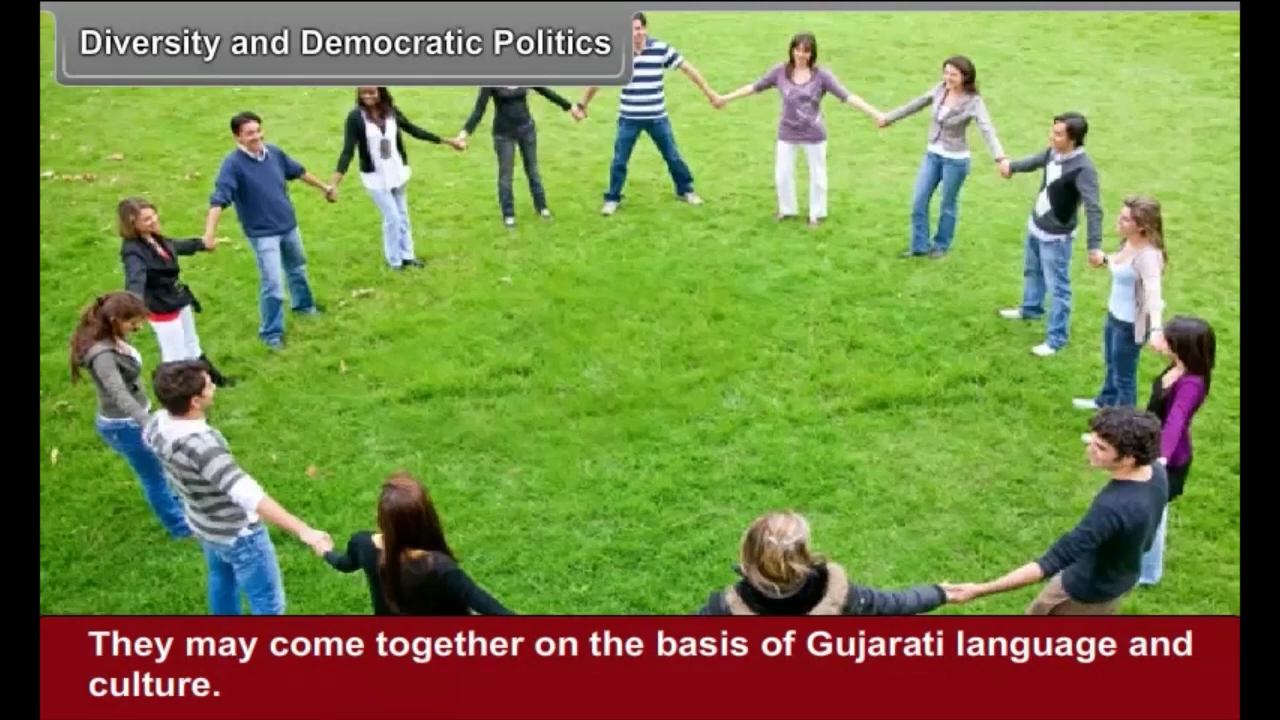 Diversity and Democratic Politics
They may come together on the basis of Gujarati language and
culture.